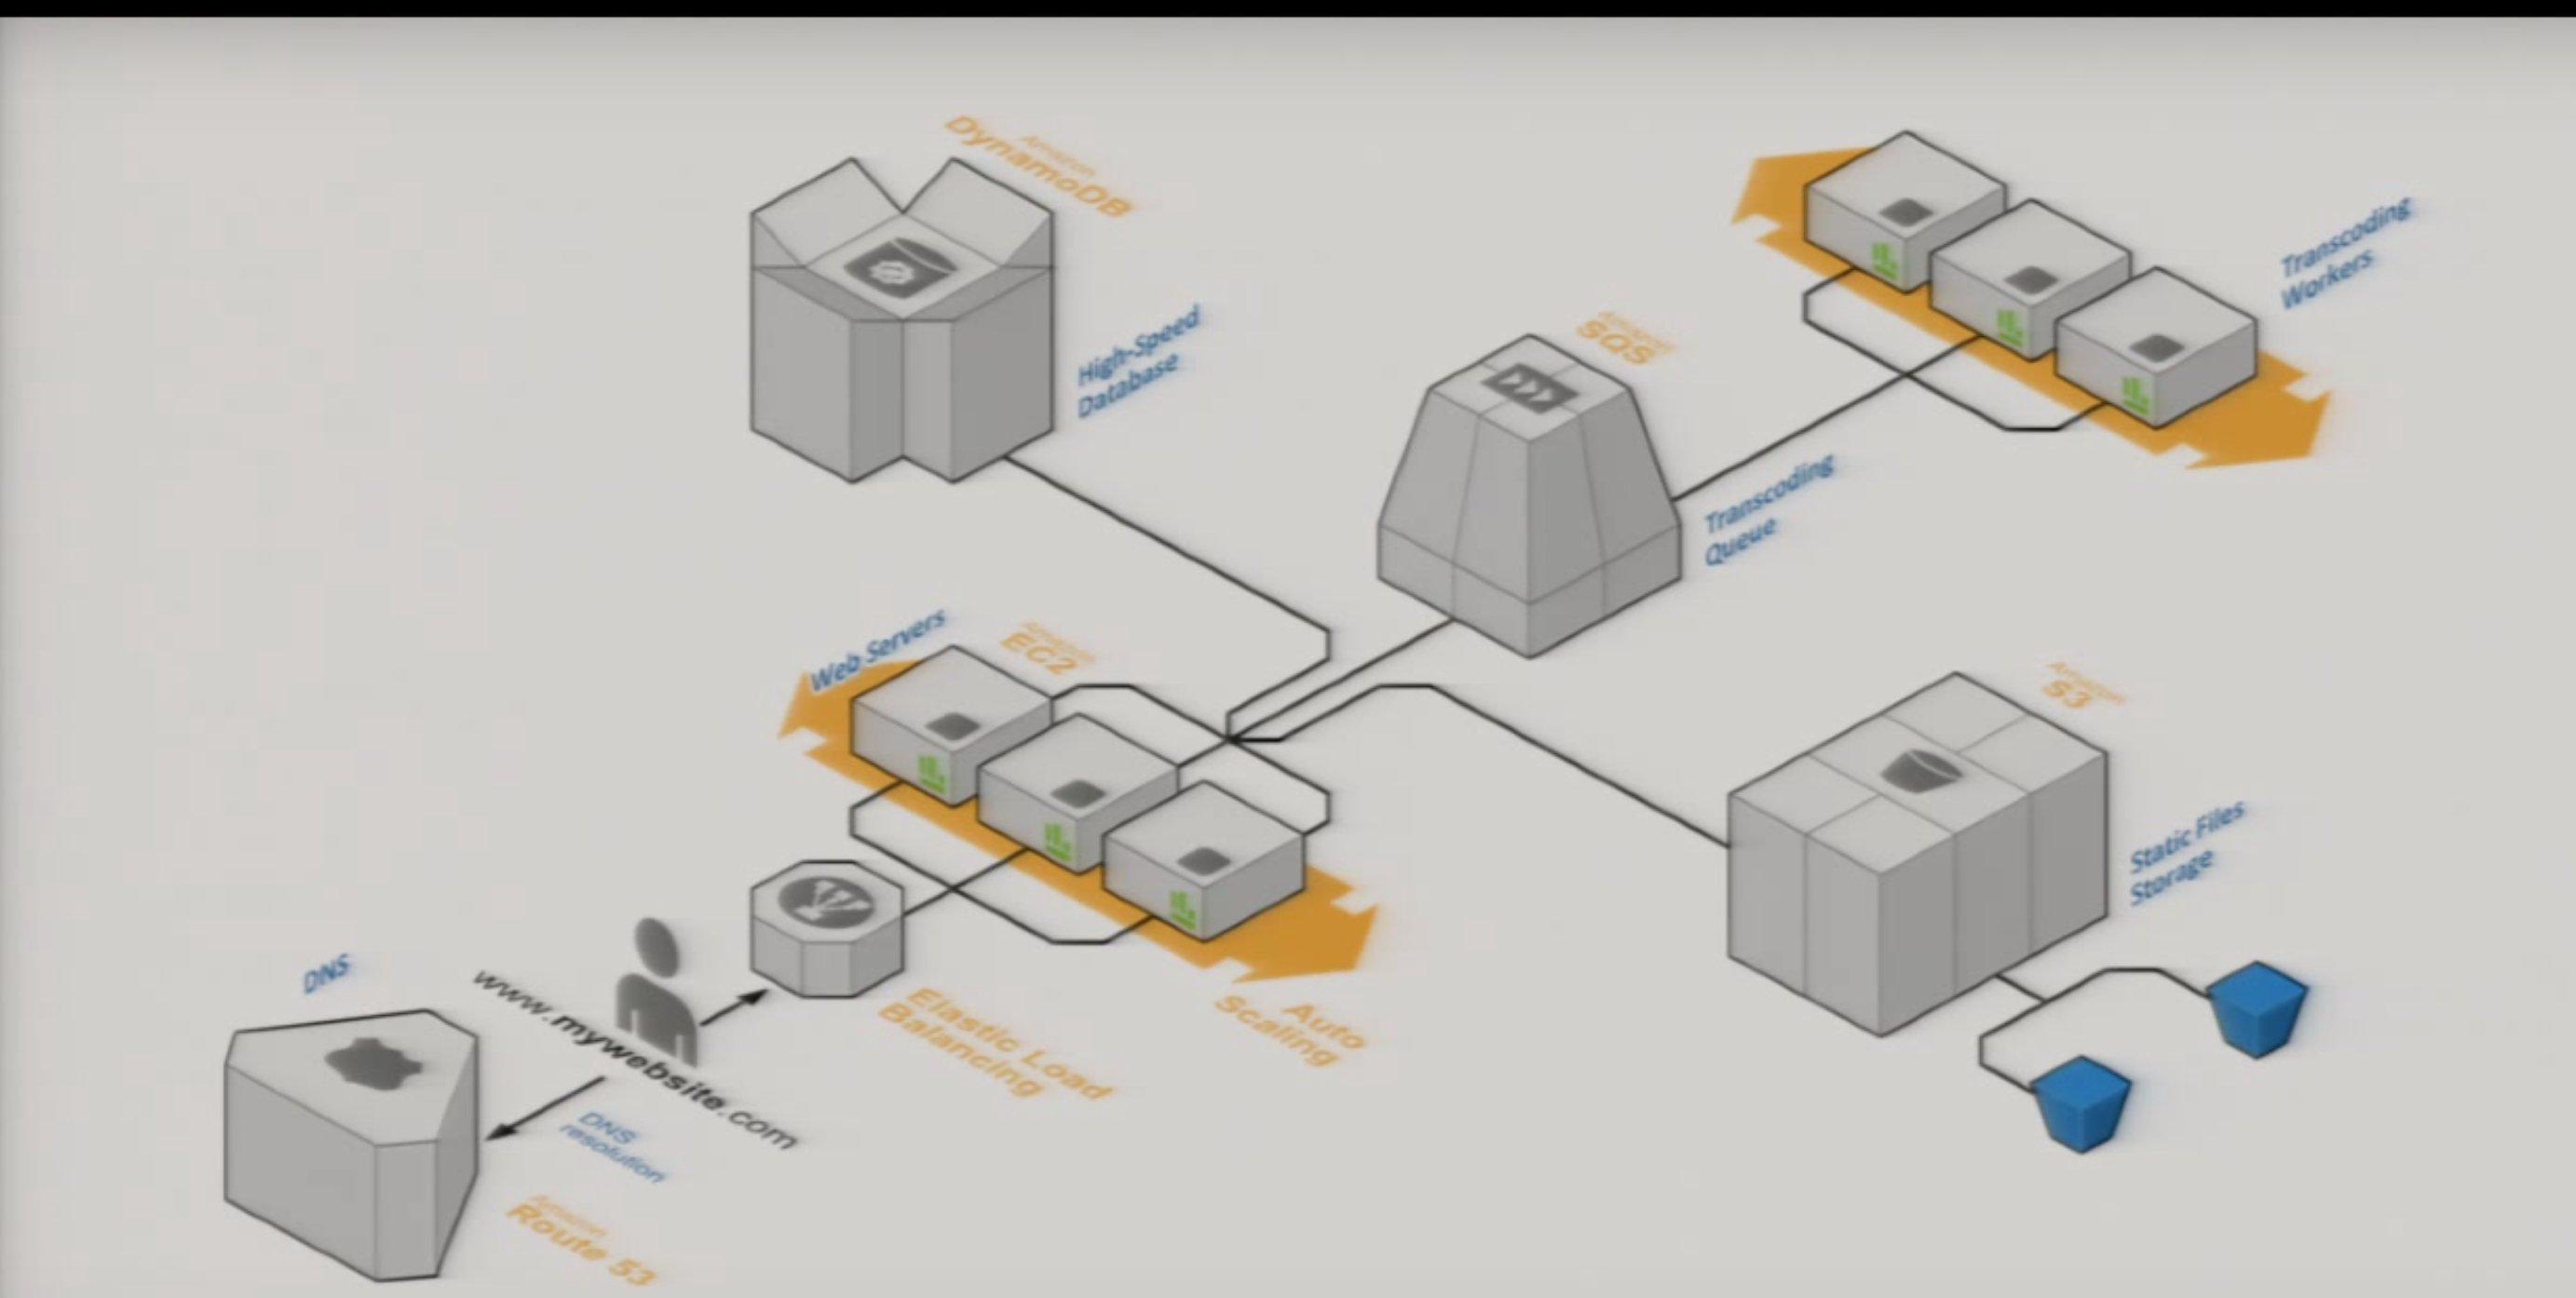 Amazon
DynamoDB
High-Speed
Database
Transcoding
Workers
Amazon
SQS
Transcoding
Queue
Web Servers
Amazon
EC2
Amazon
S3
Static Files
Storage
Auto
Scaling
Elastic Load
Balancing
DNS
www.mywebsite.com
DNS
resolution
Amazon
Route 53